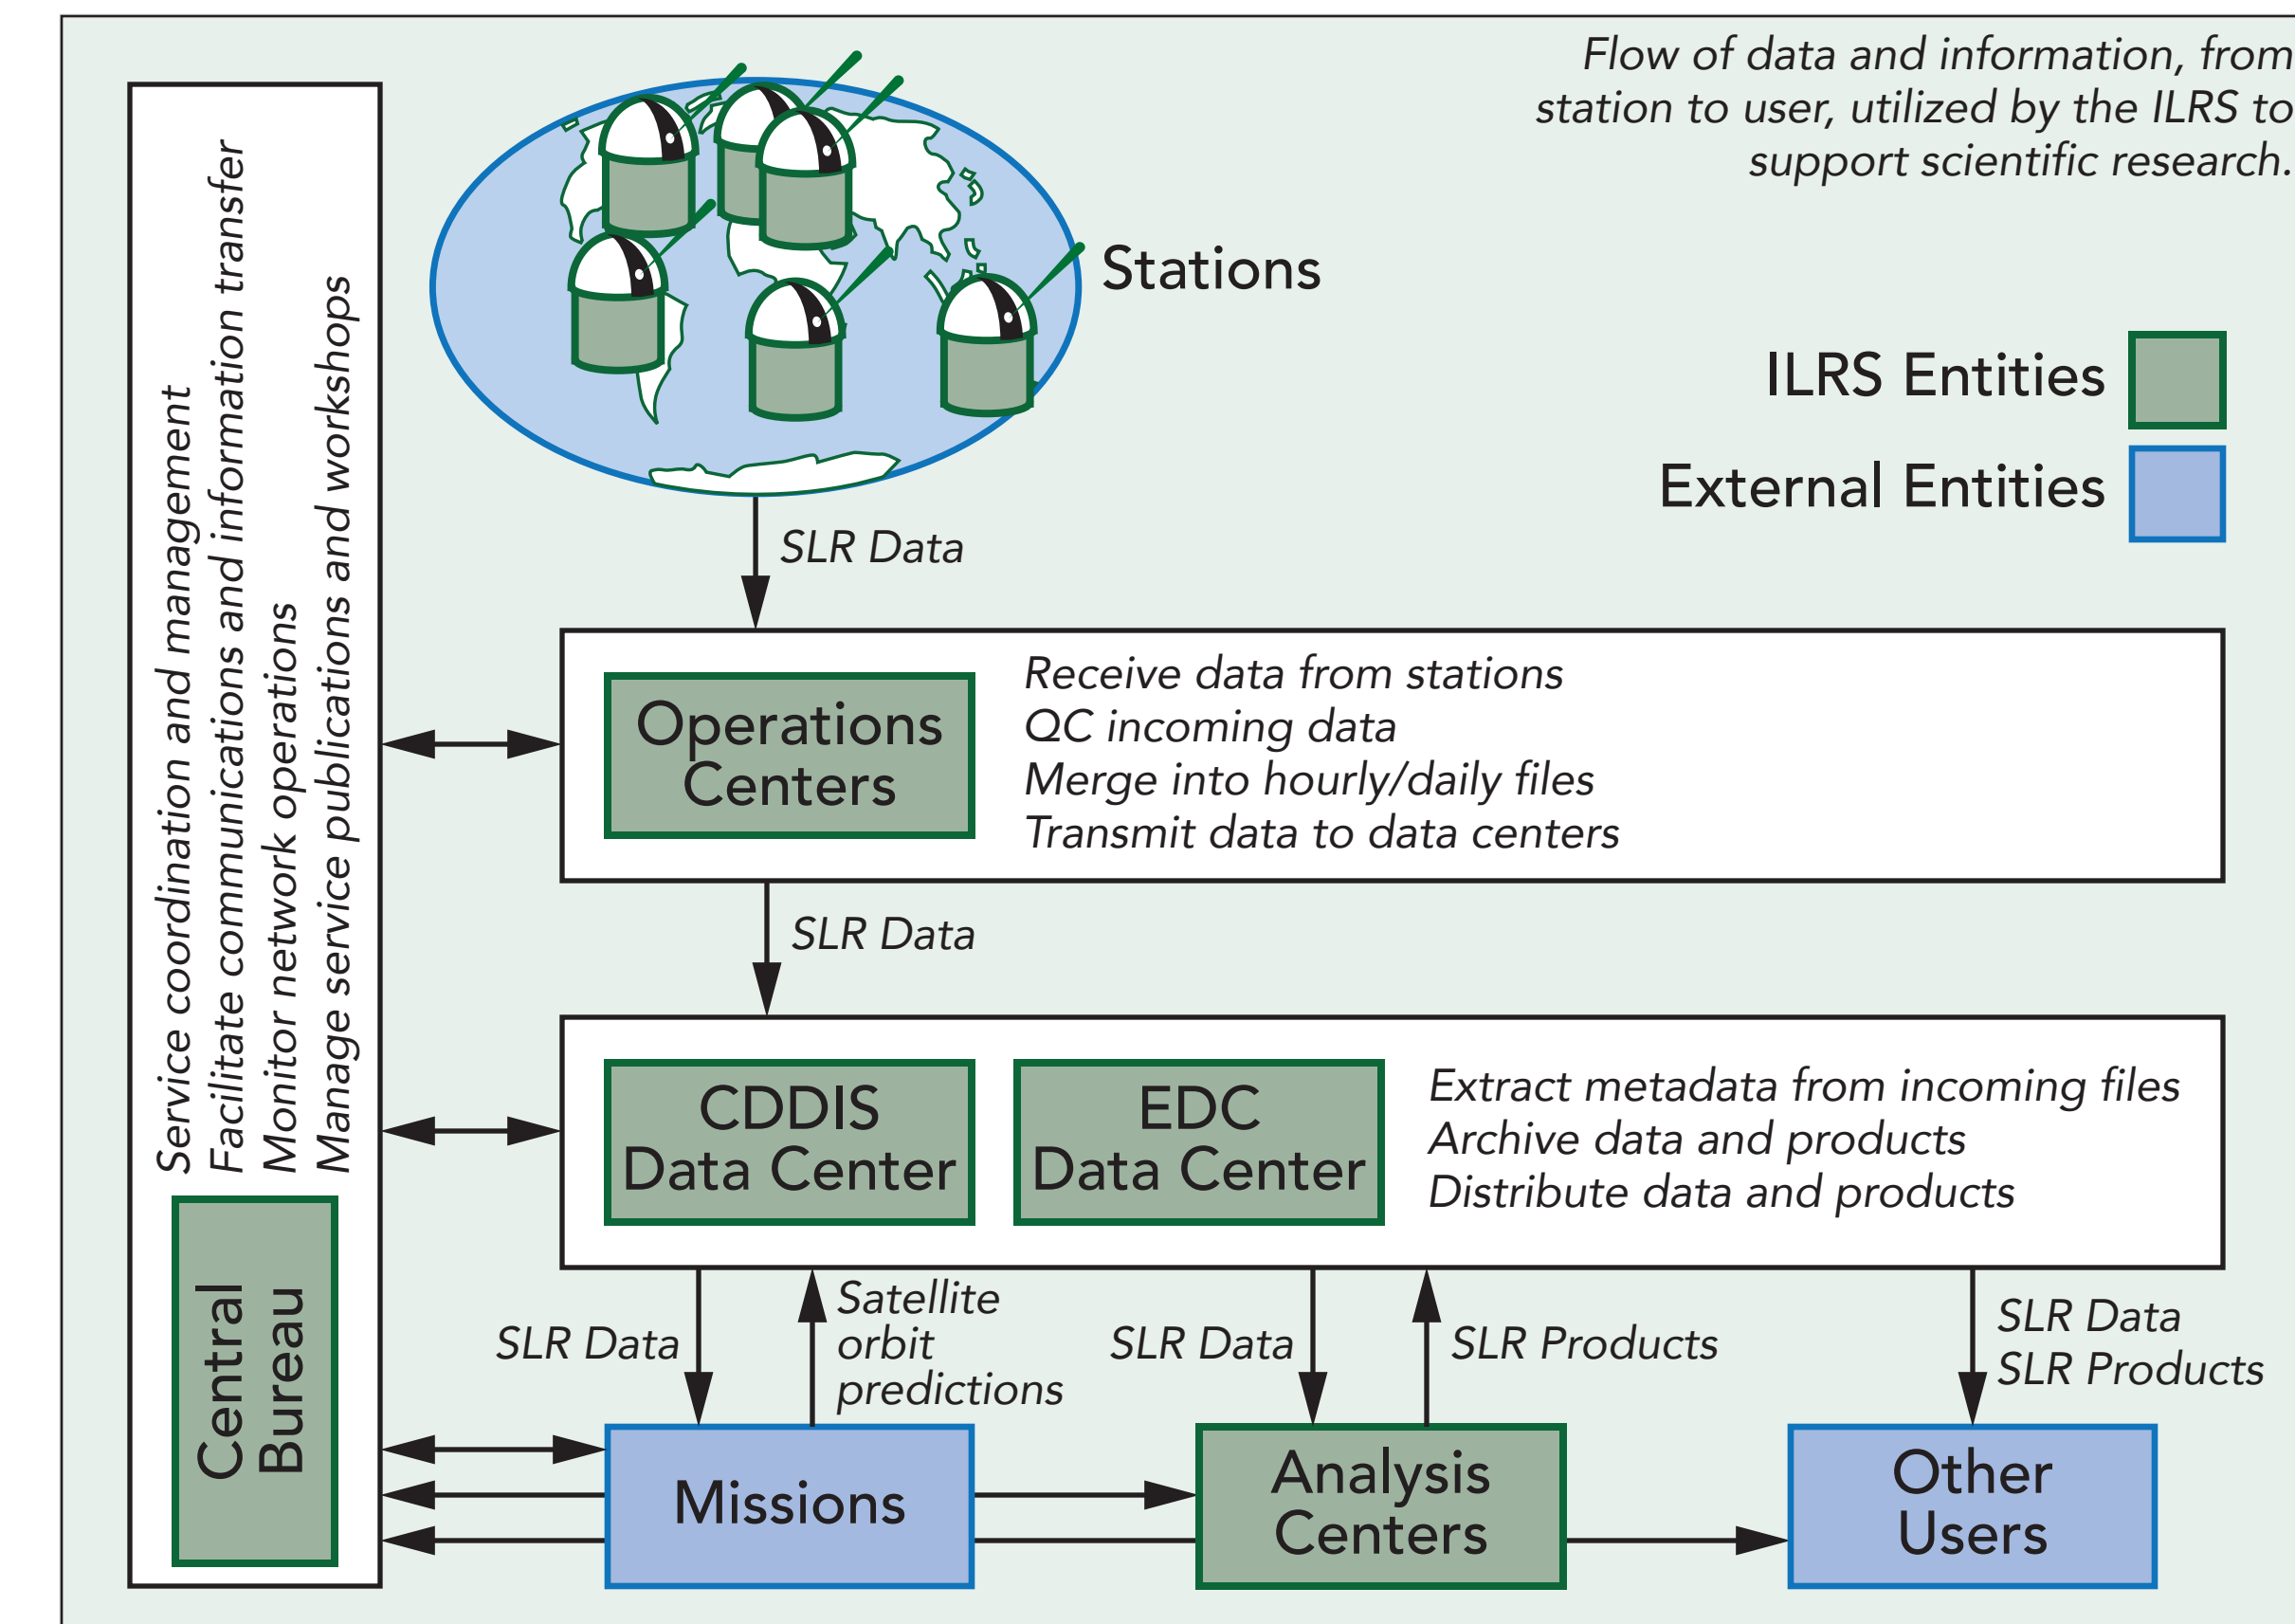 Flow of data and information, from
station to user, utilized by the ILRS to
support scientific research.
Stations
ILRS Entities
External Entities
SLR Data
Operations
Centers
Receive data from stations
QC incoming data
Merge into hourly/daily files
Transmit data to data centers
SLR Data
CDDIS
Data Center
EDC
Data Center
Extract metadata from incoming files
Archive data and products
Distribute data and products
SLR Data
Satellite
orbit
predictions
SLR Data
SLR Products
SLR Data
SLR Products
Missions
Analysis
Centers
Other
Users
Service coordination and management
Facilitate communications and information transfer
Monitor network operations
Manage service publications and workshops
Central
Bureau